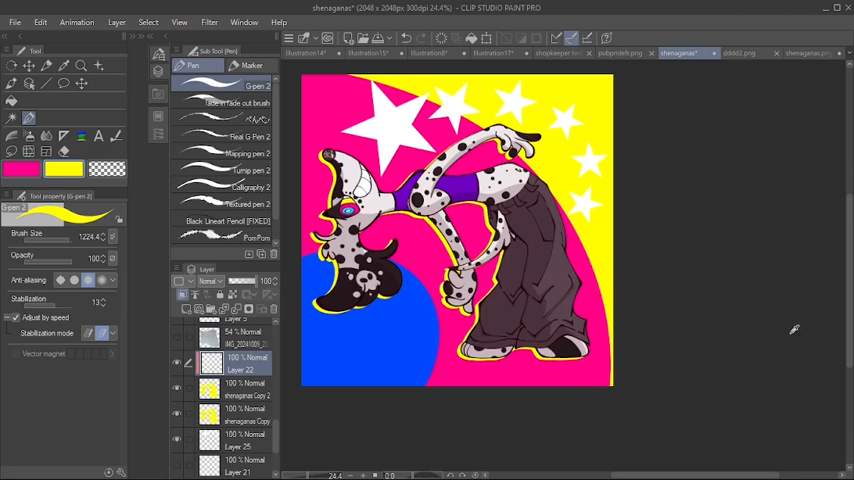 shenaganas* (2048 x 2048px 300dpi 24.4%) - CLIP STUDIO PAINT PRO
File Edit Animation Layer Select View Filter Window Help
Illustration14* Illustration15* Illustration8* Illustration17* shopkeeper twi pubpridefr.png shenaganas* dddd2.png shenaganas.png
Tool
Sub Tool (Pen)
Pen Marker
G-pen 2
fade in fade out brush
Real G-Pen 2
Mapping pen 2
Turnip pen 2
Calligraphy 2
Textured pen 2
Black Lineart Pencil [FIXED]
PomPom
Tool property (G-pen 2)
G-pen 2
Brush Size 1224.4
Opacity 100
Anti-aliasing
Stabilization 13
Adjust by speed
Stabilization mode
Vector magnet
Layer
Normal 100
Layer 5
54 % Normal
IMG_20241009_2
100 % Normal
Layer 22
100 % Normal
shenaganas Copy 2
100 % Normal
shenaganas Copy
100 % Normal
Layer 25
100 % Normal
Layer 21
24.4 0.0